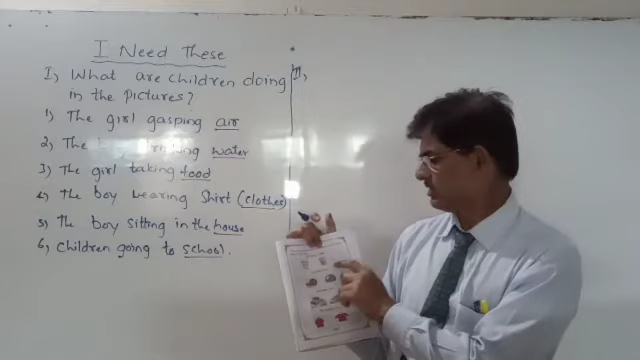 I Need These
I, What are children doing
in the Pictures?
1) The girl gasping air
2) The water
3) The girl taking food
4) The boy wearing Shirt (clothes)
5) The boy sitting in the house
6, Children going to School.
II,